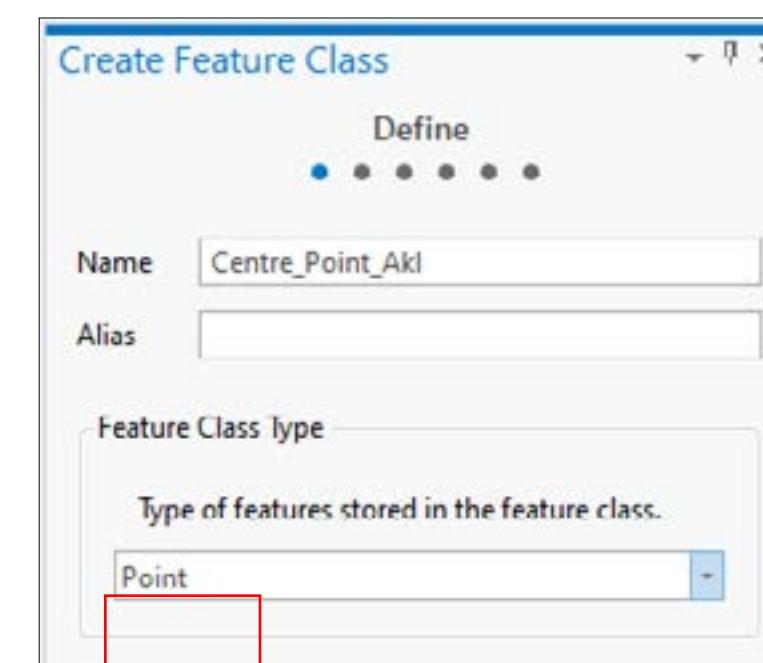 Create Feature Class
Define
Name Centre_Point_Akl
Alias
Feature Class Type
Type of features stored in the feature class.
Point